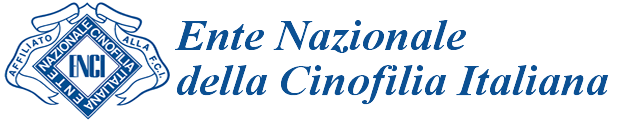 AFFILIATO ALLA F.C.I.
ENTE NAZIONALE CINOFILIA ITALIANA
ENCI
Ente Nazionale
della Cinofilia Italiana